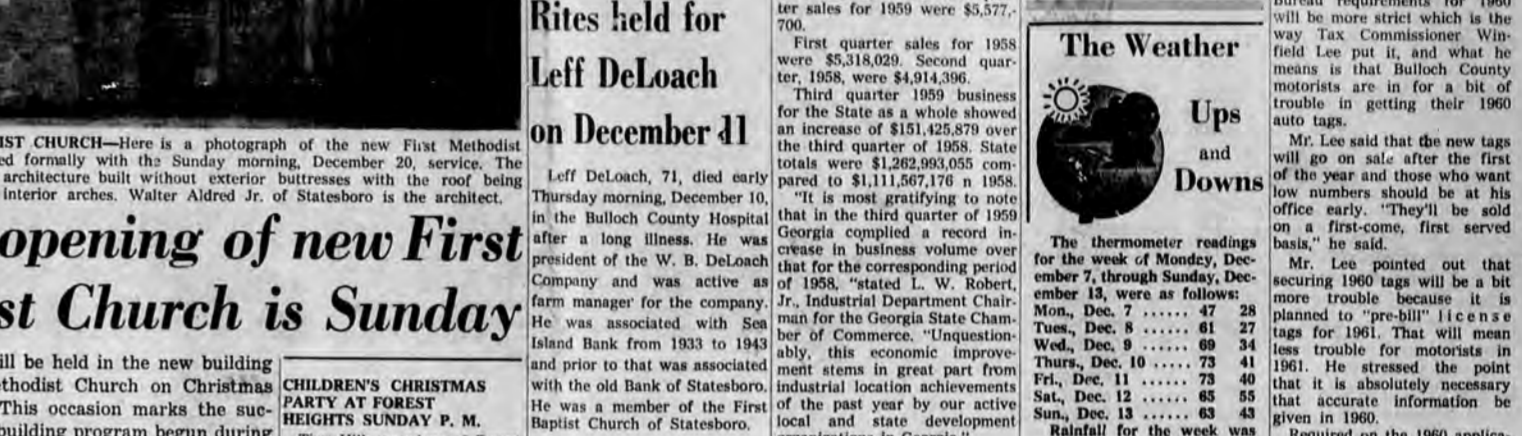 IST CHURCH—Here is a photograph of the new First Methodist
ed formally with the Sunday morning, December 20, service. The
architecture built without exterior buttresses with the roof being
interior arches. Walter Aldred Jr. of Statesboro is the architect.
opening of new First
st Church is Sunday
ill be held in the new building
thodist Church on Christmas
This occasion marks the suc-
building program begun during
CHILDREN'S CHRISTMAS
PARTY AT FOREST
HEIGHTS SUNDAY P. M.
Rites held for
Leff DeLoach
on December 11
Leff DeLoach, 71, died early
Thursday morning, December 10,
in the Bulloch County Hospital
after a long illness. He was
president of the W. B. DeLoach
Company and was active as
farm manager for the company.
He was associated with Sea
Island Bank from 1933 to 1943
and prior to that was associated
with the old Bank of Statesboro.
He was a member of the First
Baptist Church of Statesboro.
ter sales for 1959 were $5,577,-
700.
First quarter sales for 1958
were $5,318,029. Second quar-
ter, 1958, were $4,914,396.
Third quarter 1959 business
for the State as a whole showed
an increase of $151,425,879 over
the third quarter of 1958. State
totals were $1,262,993,055 com-
pared to $1,111,567,176 n 1958.
"It is most gratifying to note
that in the third quarter of 1959
Georgia complied a record in-
crease in business volume over
that for the corresponding period
of 1958, "stated L. W. Robert,
Jr., Industrial Department Chair-
man for the Georgia State Cham-
ber of Commerce. "Unquestion-
ably, this economic improve-
ment stems in great part from
industrial location achievements
of the past year by our active
local and state development
The Weather
Ups
and
Downs
The thermometer readings
for the week of Monday, Dec-
ember 7, through Sunday, Dec-
ember 13, were as follows:
Mon., Dec. 7 ...... 47 28
Tues., Dec. 8 ...... 61 27
Wed., Dec. 9 ...... 69 34
Thurs., Dec. 10 ..... 73 41
Fri., Dec. 11 ...... 73 40
Sat., Dec. 12 ...... 65 55
Sun., Dec. 13 ...... 63 43
Rainfall for the week was
Bureau requirements for 1960
will be more strict which is the
way Tax Commissioner Win-
field Lee put it, and what he
means is that Bulloch County
motorists are in for a bit of
trouble in getting their 1960
auto tags.
Mr. Lee said that the new tags
will go on sale after the first
of the year and those who want
low numbers should be at his
office early. "They'll be sold
on a first-come, first served
basis," he said.
Mr. Lee pointed out that
securing 1960 tags will be a bit
more trouble because it is
planned to "pre-bill" license
tags for 1961. That will mean
less trouble for motorists in
1961. He stressed the point
that it is absolutely necessary
that accurate information be
given in 1960.
Required on the 1960 applica-